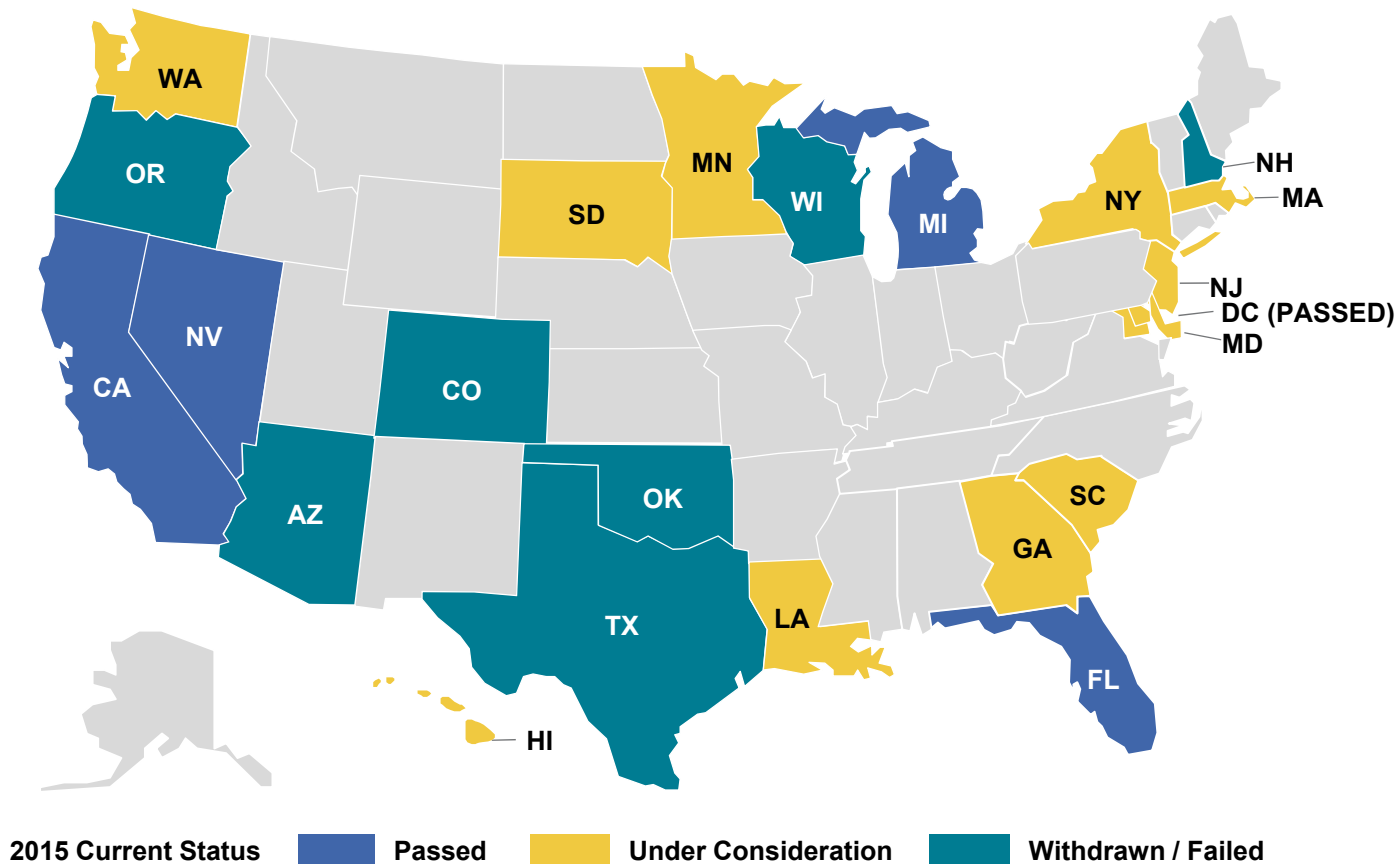 WA
OR
MN
WI
MI
SD
NY
NH
MA
NJ
DC (PASSED)
MD
NV
CA
CO
AZ
OK
TX
SC
GA
LA
FL
HI
2015 Current Status Passed Under Consideration Withdrawn / Failed